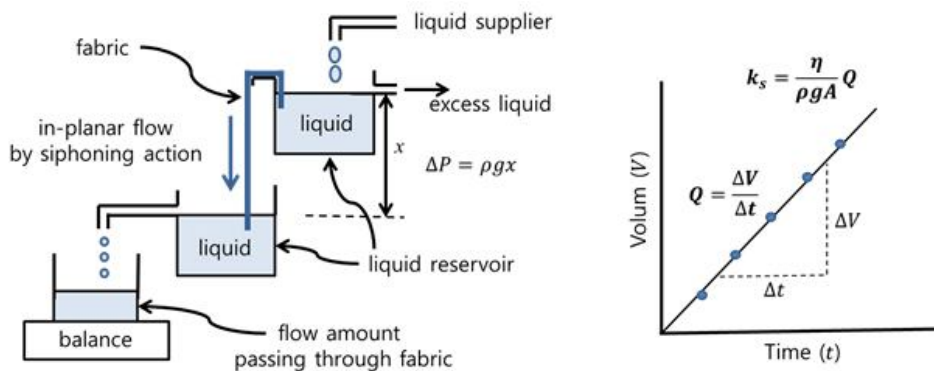 liquid supplier
fabric
excess liquid
liquid
in-planar flow
by siphoning action
x
ΔP = ρgx
liquid
liquid reservoir
balance
flow amount
passing through fabric
k_s = η/ρgA Q
Q = ΔV/Δt
ΔV
Δt
Volum (V)
Time (t)